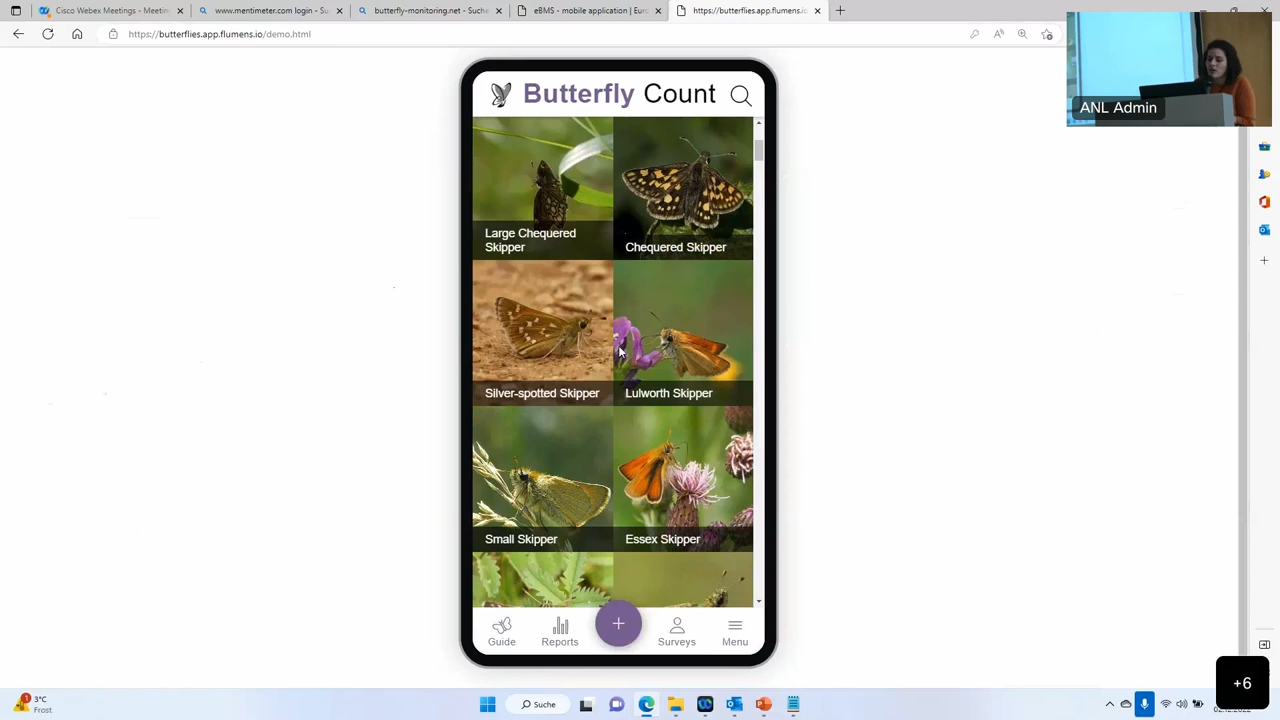 Cisco Webex Meetings - Meetin
www.mentimeter.com login - Su
butterfly-monitoring.net - Suche
eBMS - mobile application | Euro
https://butterflies.app.flumens.io
https://butterflies.app.flumens.io/demo.html
ANL Admin
Butterfly Count
Large Chequered
Skipper
Chequered Skipper
Silver-spotted Skipper
Lulworth Skipper
Small Skipper
Essex Skipper
Guide
Reports
+
Surveys
Menu
+6
3°C
Frost
Suche